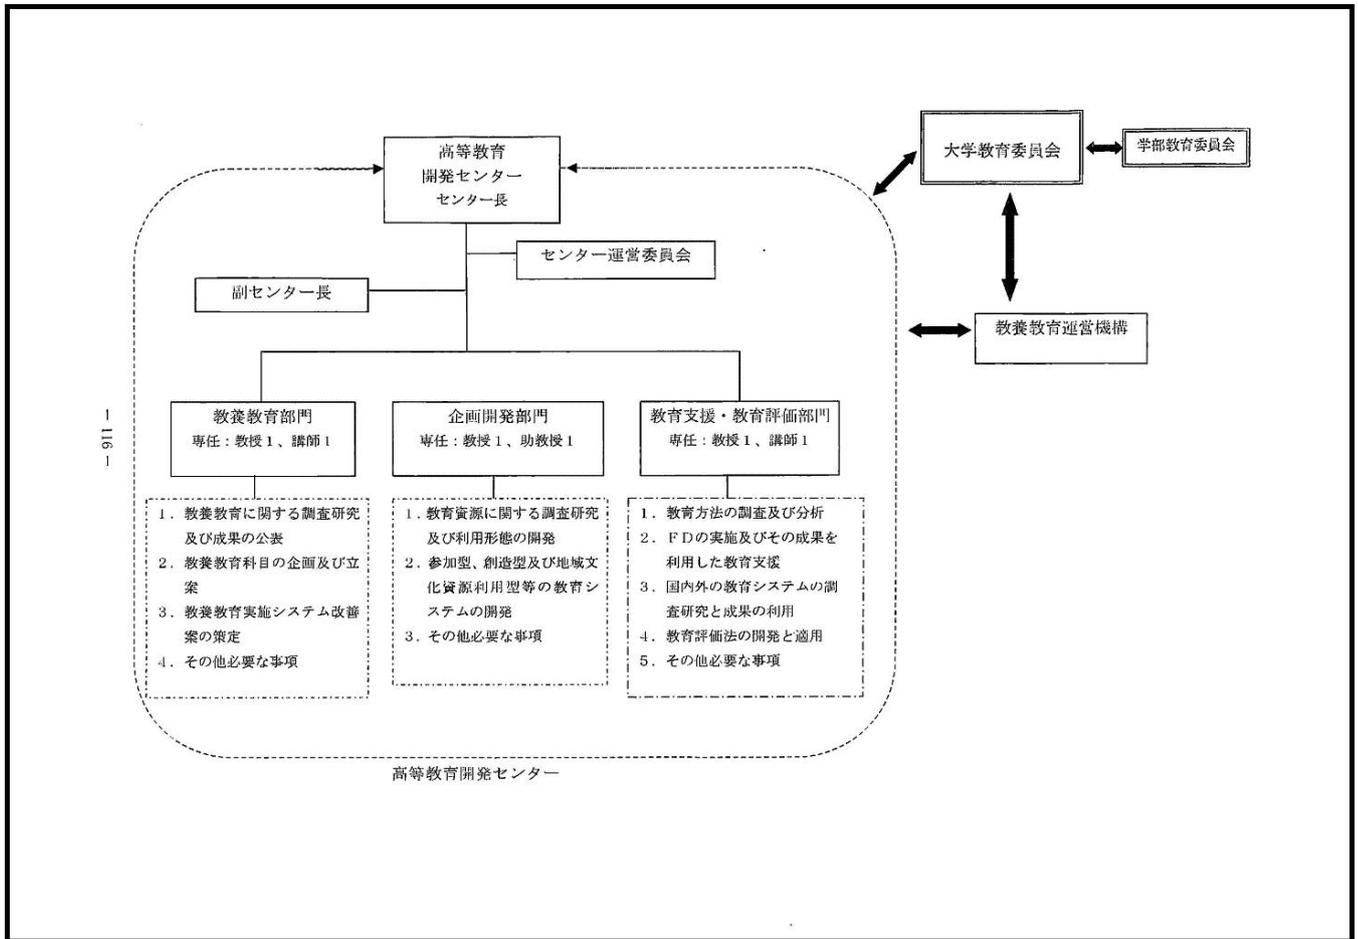 高等教育
開発センター
センター長
大学教育委員会
学部教育委員会
センター運営委員会
副センター長
教養教育運営機構
教養教育部門
専任：教授１、講師１
企画開発部門
専任：教授１、助教授１
教育支援・教育評価部門
専任：教授１、講師１
１．教養教育に関する調査研究
及び成果の公表
２．教養教育科目の企画及び立
案
３．教養教育実施システム改善
案の策定
４．その他必要な事項
１．教育資源に関する調査研究
及び利用形態の開発
２．参加型、創造型及び地域文
化資源利用型等の教育シ
ステムの開発
３．その他必要な事項
１．教育方法の調査及び分析
２．ＦＤの実施及びその成果を
利用した教育支援
３．国内外の教育システムの調
査研究と成果の利用
４．教育評価法の開発と適用
５．その他必要な事項
高等教育開発センター
－ 116 －